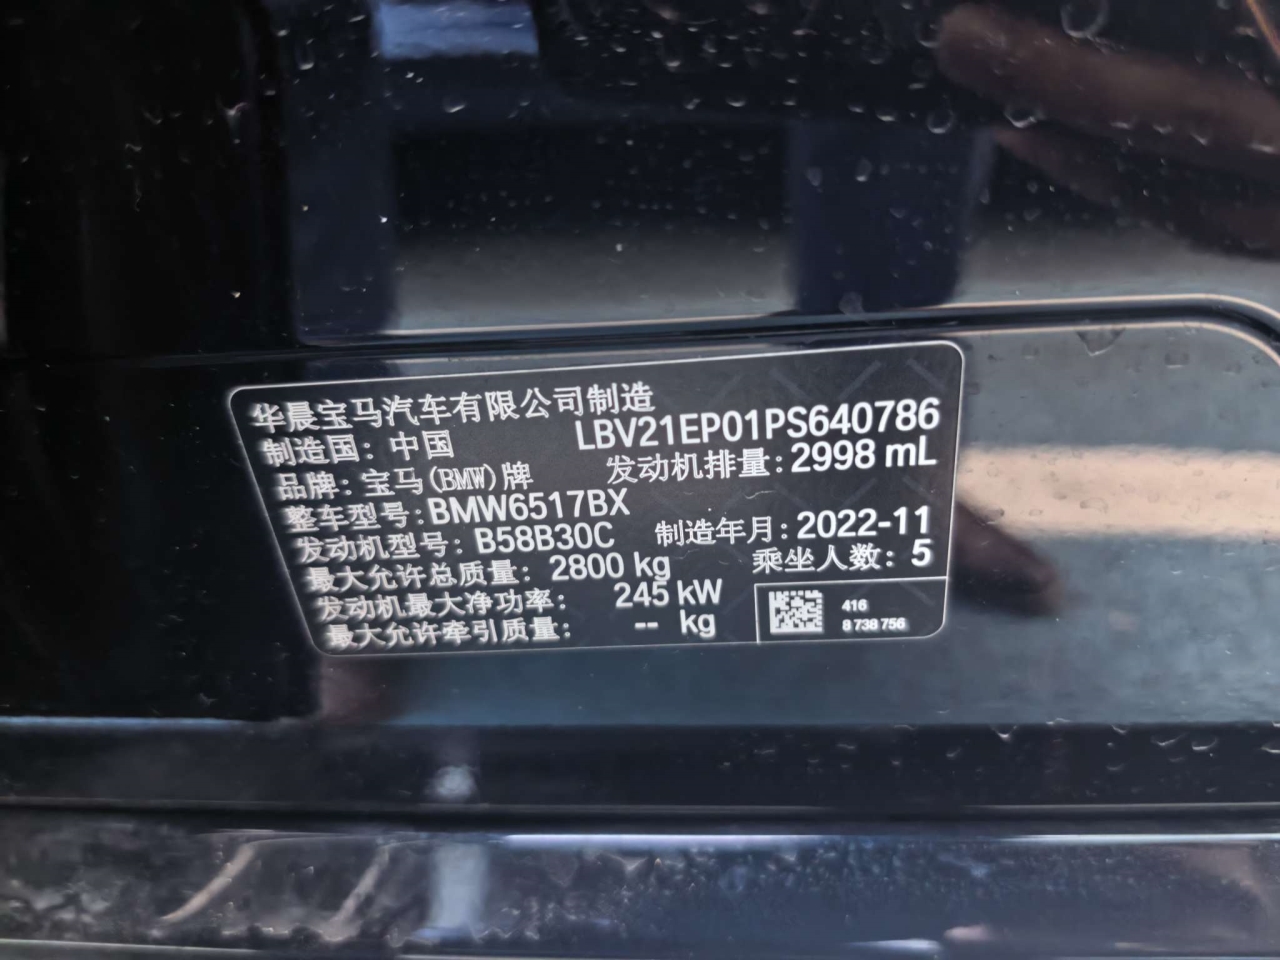 华晨宝马汽车有限公司制造
制造国：中国 LBV21EP01PS640786
品牌：宝马(BMW)牌 发动机排量：2998 mL
整车型号：BMW6517BX
发动机型号：B58B30C 制造年月：2022-11
最大允许总质量：2800 kg 乘坐人数：5
发动机最大净功率：245 kW
最大允许牵引质量：-- kg
416
8 738 756